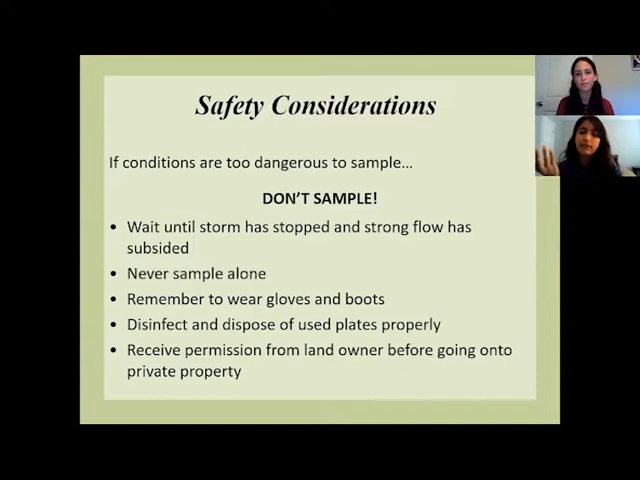 Safety Considerations
If conditions are too dangerous to sample...
DON'T SAMPLE!
• Wait until storm has stopped and strong flow has
subsided
• Never sample alone
• Remember to wear gloves and boots
• Disinfect and dispose of used plates properly
• Receive permission from land owner before going onto
private property